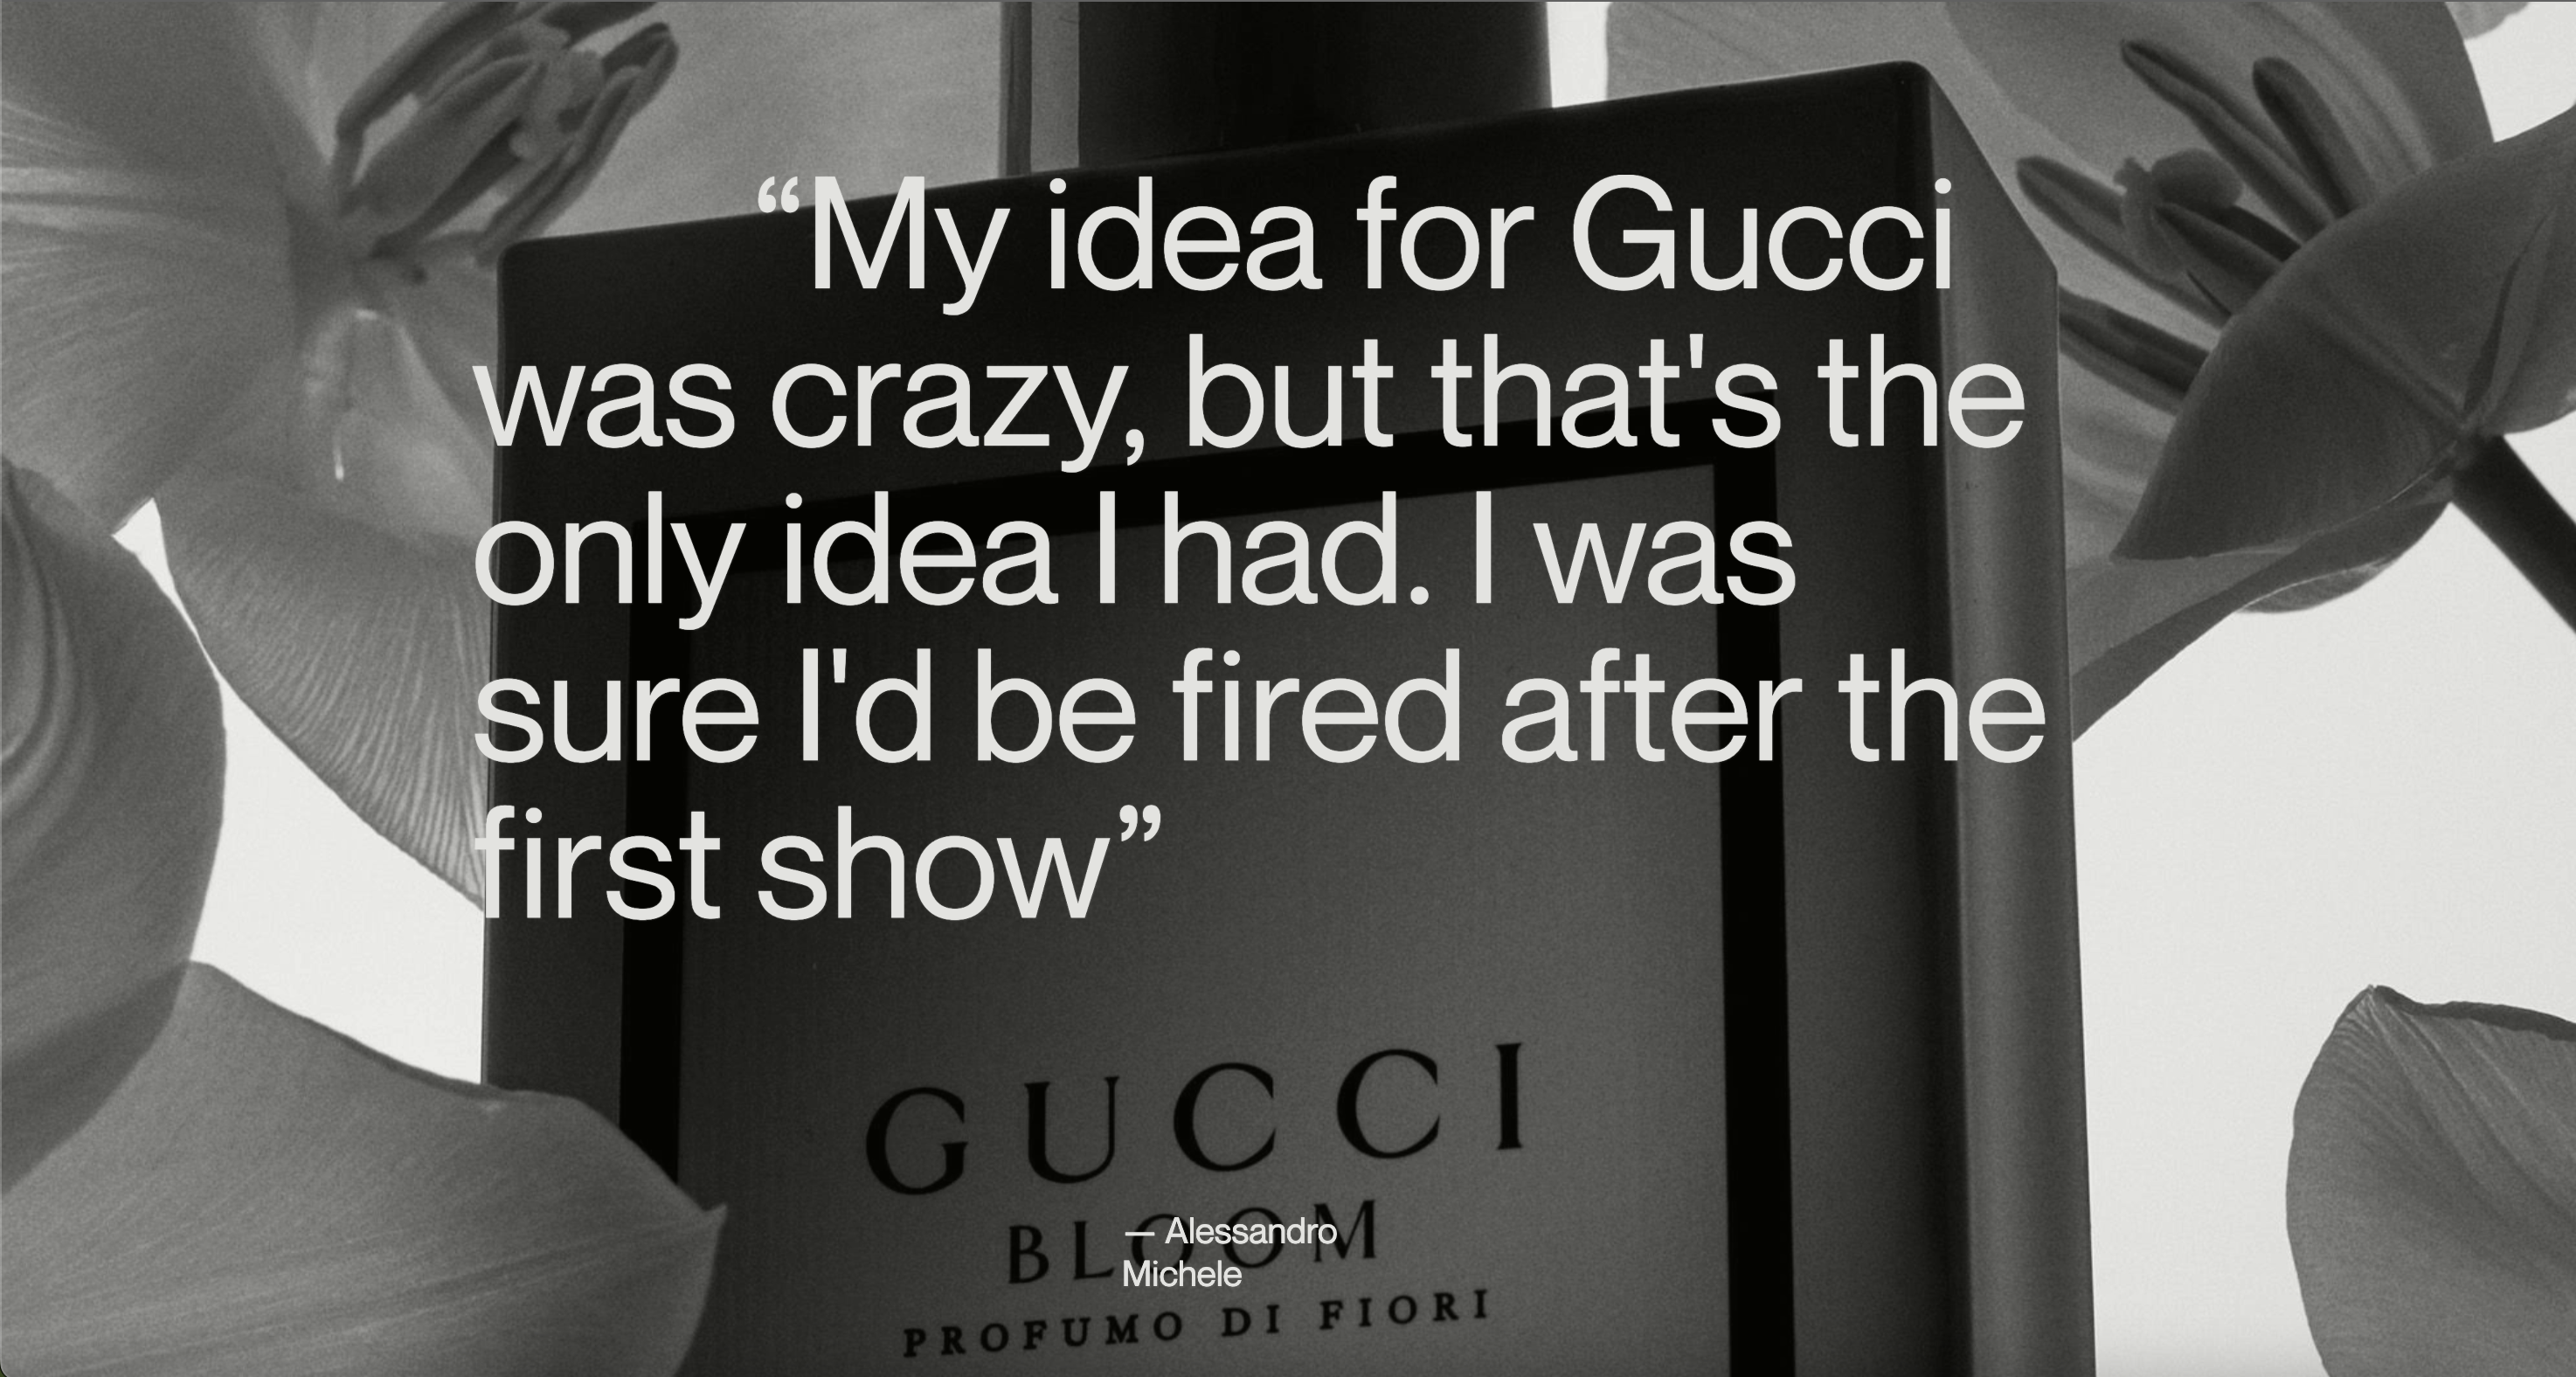 “My idea for Gucci
was crazy, but that's the
only idea I had. I was
sure I'd be fired after the
first show”
GUCCI
BLOOM
— Alessandro
Michele
PROFUMO DI FIORI